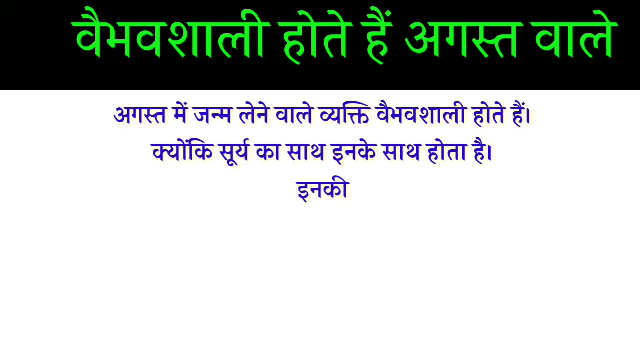 वैभवशाली होते हैं अगस्त वाले
अगस्त में जन्म लेने वाले व्यक्ति वैभवशाली होते हैं।
क्योंकि सूर्य का साथ इनके साथ होता है।
इनकी